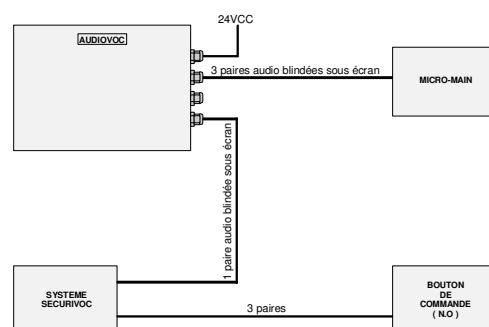 24VCC
AUDIOVOC
3 paires audio blindées sous écran
MICRO-MAIN
1 paire audio blindée sous écran
SYSTEME
SECURIVOC
3 paires
BOUTON
DE
COMMANDE
( N.O )